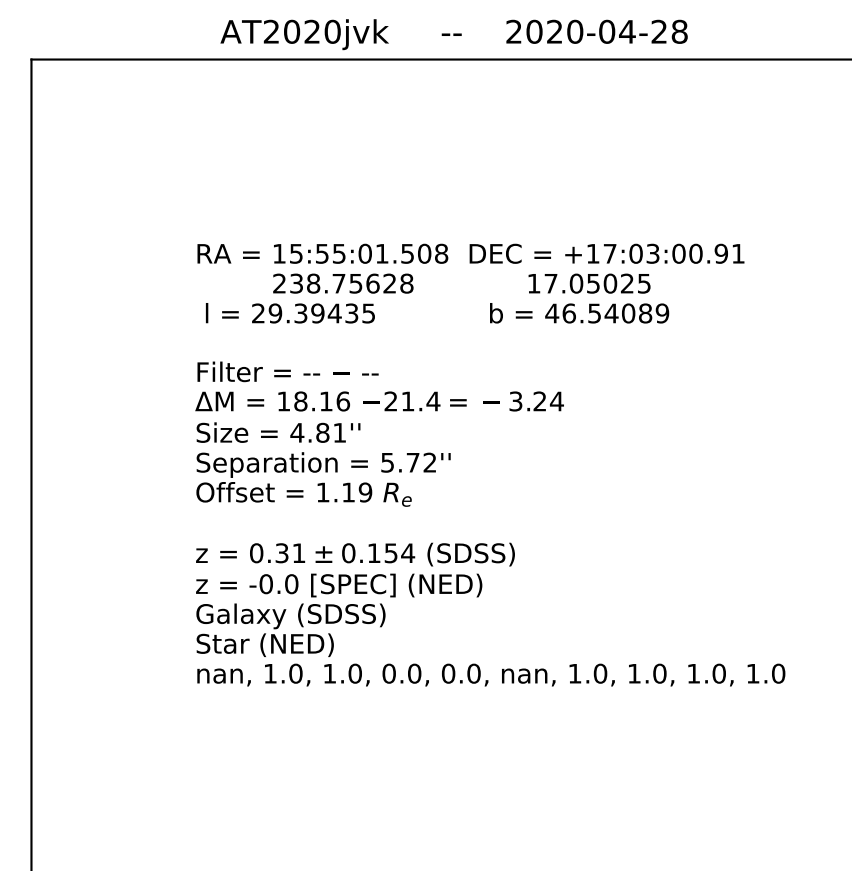 AT2020jvk -- 2020-04-28
RA = 15:55:01.508 DEC = +17:03:00.91
238.75628 17.05025
l = 29.39435 b = 46.54089
Filter = -- − --
ΔM = 18.16 −21.4 = − 3.24
Size = 4.81''
Separation = 5.72''
Offset = 1.19 Re
z = 0.31 ± 0.154 (SDSS)
z = -0.0 [SPEC] (NED)
Galaxy (SDSS)
Star (NED)
nan, 1.0, 1.0, 0.0, 0.0, nan, 1.0, 1.0, 1.0, 1.0